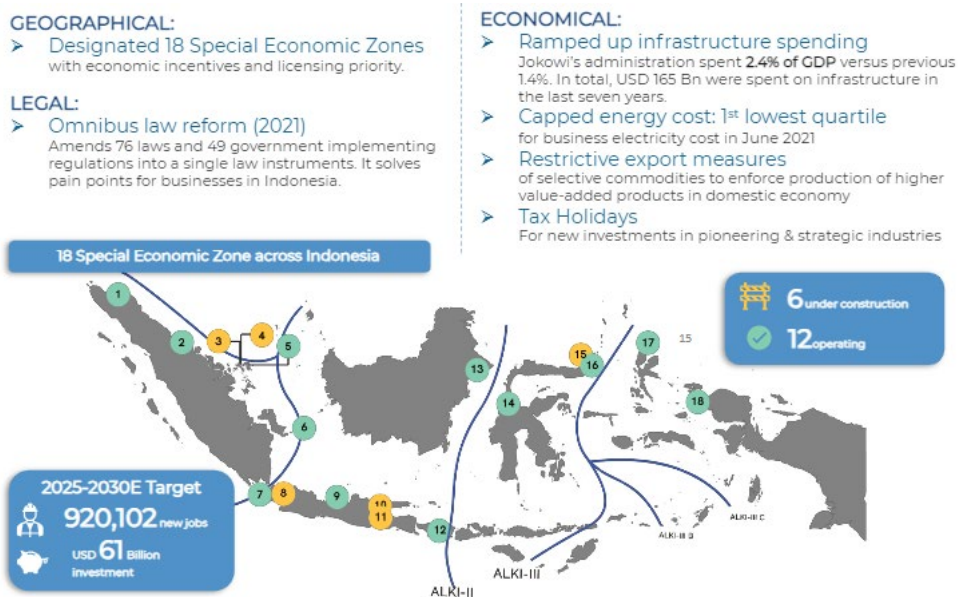 GEOGRAPHICAL:
➤ Designated 18 Special Economic Zones
with economic incentives and licensing priority.
LEGAL:
➤ Omnibus law reform (2021)
Amends 76 laws and 49 government implementing
regulations into a single law instruments. It solves
pain points for businesses in Indonesia.
ECONOMICAL:
➤ Ramped up infrastructure spending
Jokowi's administration spent 2.4% of GDP versus previous
1.4%. In total, USD 165 Bn were spent on infrastructure in
the last seven years.
➤ Capped energy cost: 1st lowest quartile
for business electricity cost in June 2021
➤ Restrictive export measures
of selective commodities to enforce production of higher
value-added products in domestic economy
➤ Tax Holidays
For new investments in pioneering & strategic industries
18 Special Economic Zone across Indonesia
6 under construction
12 operating
1
2
3
4
5
6
7
8
9
10
11
12
13
14
15
16
17
15
18
2025-2030E Target
920,102 new jobs
USD 61 Billion
investment
ALKI-II
ALKI-III
ALKI-III D
ALKI-III C